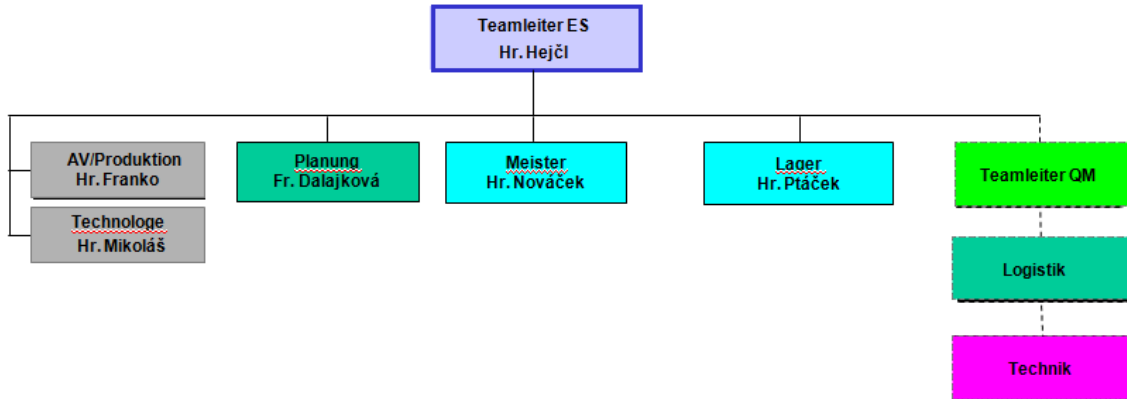 Teamleiter ES
Hr. Hejčl
AV/Produktion
Hr. Franko
Technologe
Hr. Mikoláš
Planung
Fr. Dalajková
Meister
Hr. Nováček
Lager
Hr. Ptáček
Teamleiter QM
Logistik
Technik